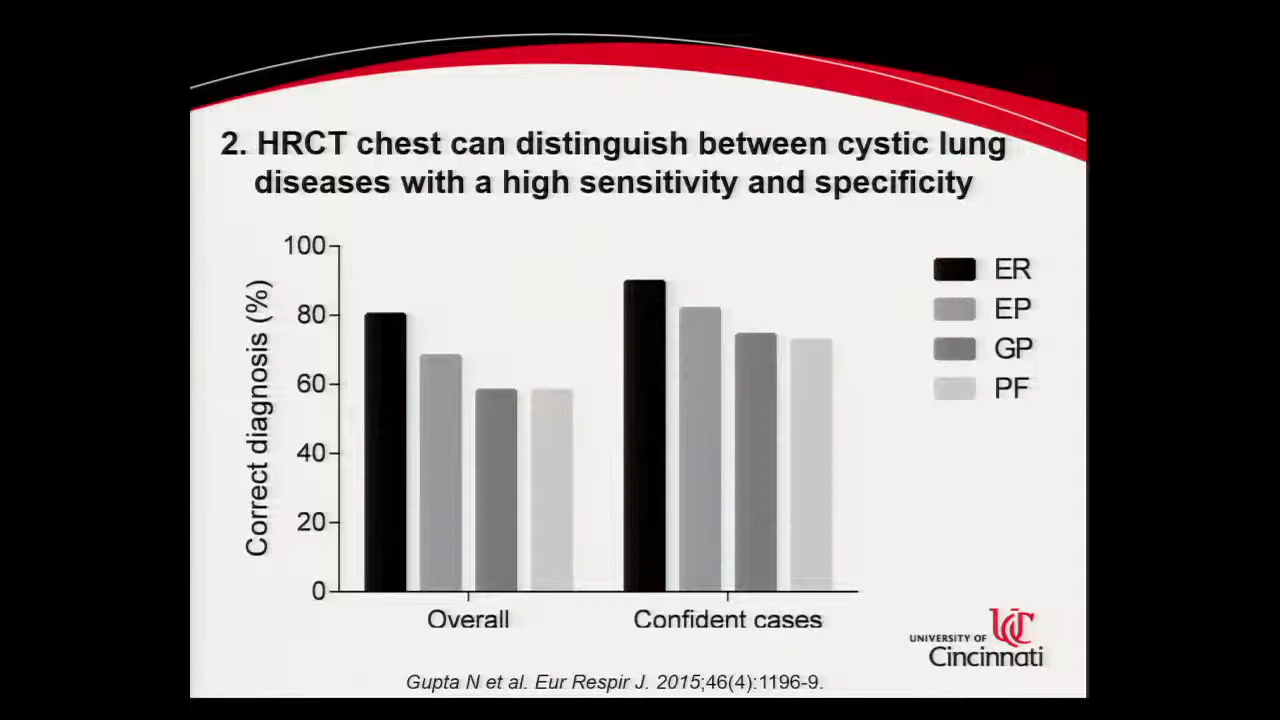 2. HRCT chest can distinguish between cystic lung
diseases with a high sensitivity and specificity
Correct diagnosis (%)
100
80
60
40
20
0
Overall
Confident cases
ER
EP
GP
PF
UC
UNIVERSITY OF
Cincinnati
Gupta N et al. Eur Respir J. 2015;46(4):1196-9.